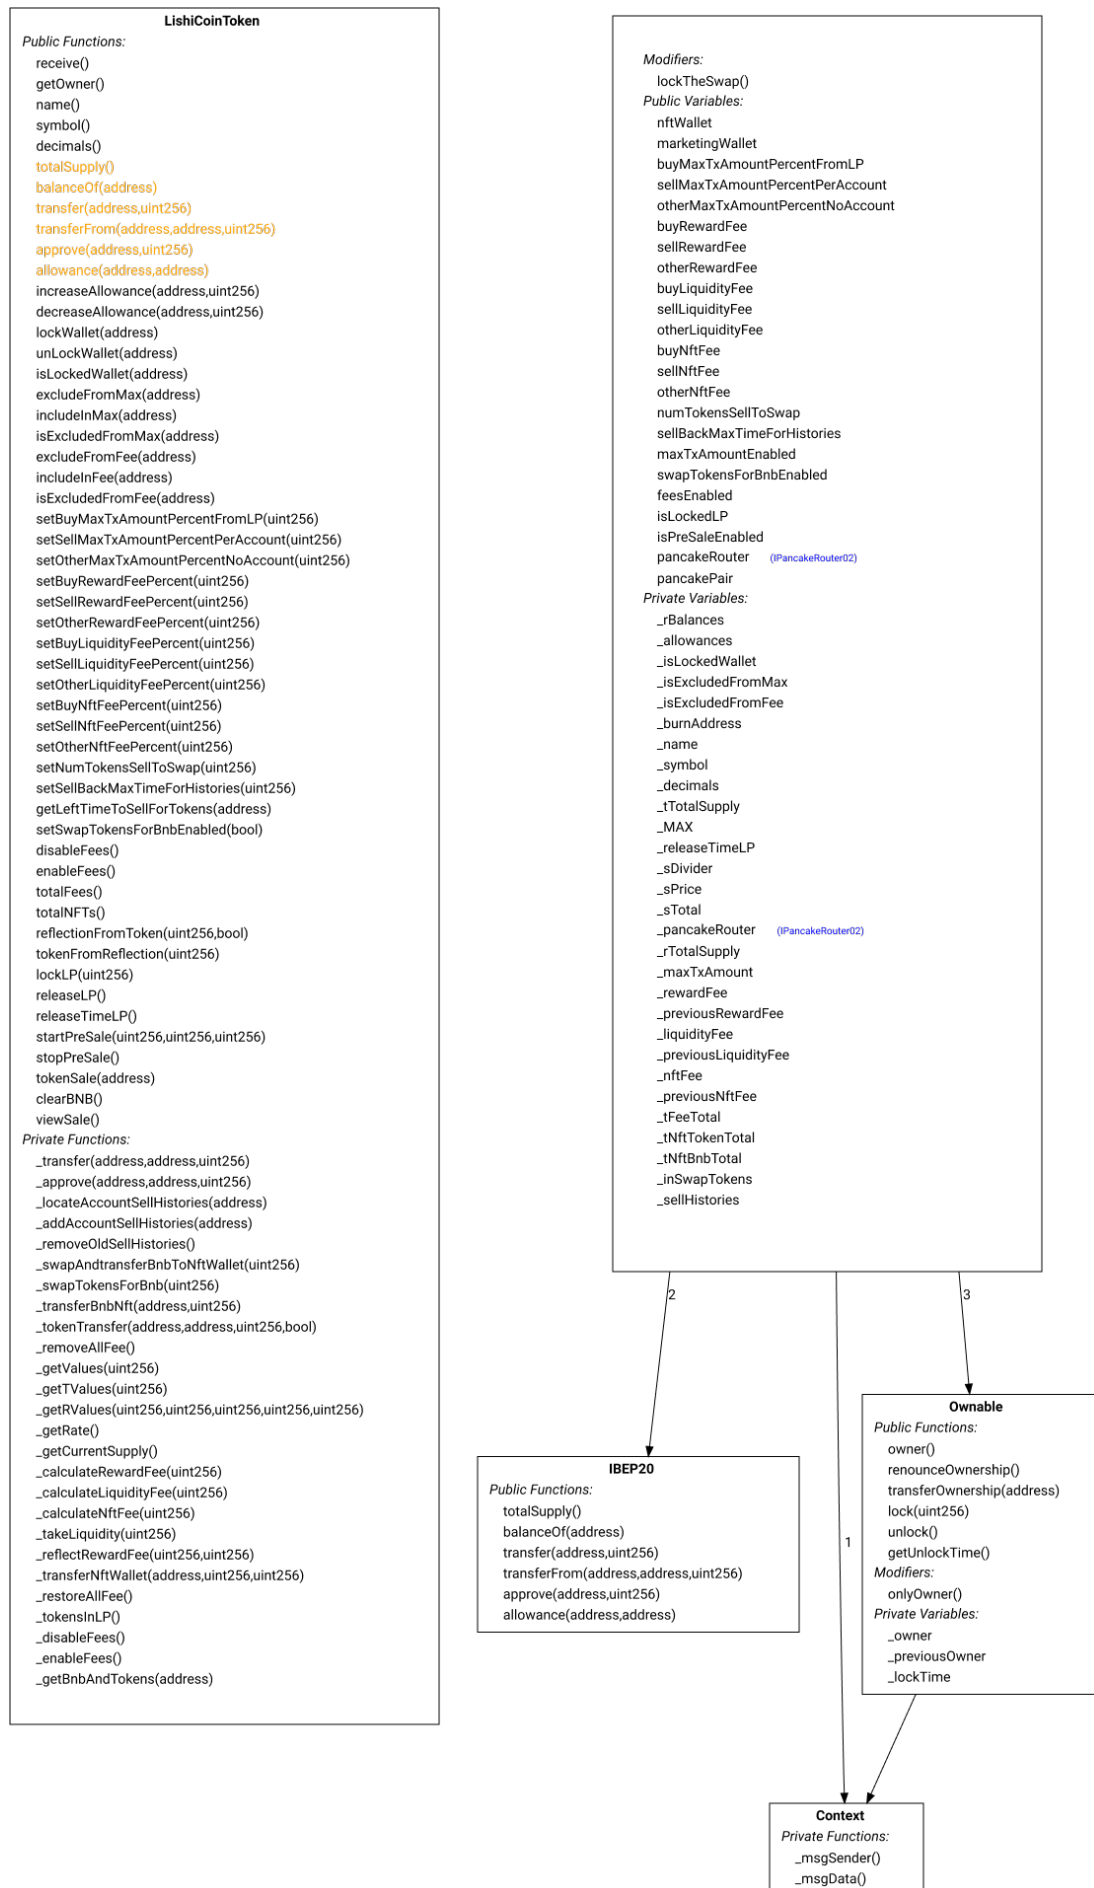 LishiCoinToken
Public Functions:
receive()
getOwner()
name()
symbol()
decimals()
totalSupply()
balanceOf(address)
transfer(address,uint256)
transferFrom(address,address,uint256)
approve(address,uint256)
allowance(address,address)
increaseAllowance(address,uint256)
decreaseAllowance(address,uint256)
lockWallet(address)
unLockWallet(address)
isLockedWallet(address)
excludeFromMax(address)
includeInMax(address)
isExcludedFromMax(address)
excludeFromFee(address)
includeInFee(address)
isExcludedFromFee(address)
setBuyMaxTxAmountPercentFromLP(uint256)
setSellMaxTxAmountPercentPerAccount(uint256)
setOtherMaxTxAmountPercentNoAccount(uint256)
setBuyRewardFeePercent(uint256)
setSellRewardFeePercent(uint256)
setOtherRewardFeePercent(uint256)
setBuyLiquidityFeePercent(uint256)
setSellLiquidityFeePercent(uint256)
setOtherLiquidityFeePercent(uint256)
setBuyNftFeePercent(uint256)
setSellNftFeePercent(uint256)
setOtherNftFeePercent(uint256)
setNumTokensSellToSwap(uint256)
setSellBackMaxTimeForHistories(uint256)
getLeftTimeToSellForTokens(address)
setSwapTokensForBnbEnabled(bool)
disableFees()
enableFees()
totalFees()
totalNFTs()
reflectionFromToken(uint256,bool)
tokenFromReflection(uint256)
lockLP(uint256)
releaseLP()
releaseTimeLP()
startPreSale(uint256,uint256,uint256)
stopPreSale()
tokenSale(address)
clearBNB()
viewSale()
Private Functions:
_transfer(address,address,uint256)
_approve(address,address,uint256)
_locateAccountSellHistories(address)
_addAccountSellHistories(address)
_removeOldSellHistories()
_swapAndtransferBnbToNftWallet(uint256)
_swapTokensForBnb(uint256)
_transferBnbNft(address,uint256)
_tokenTransfer(address,address,uint256,bool)
_removeAllFee()
_getValues(uint256)
_getTValues(uint256)
_getRValues(uint256,uint256,uint256,uint256,uint256)
_getRate()
_getCurrentSupply()
_calculateRewardFee(uint256)
_calculateLiquidityFee(uint256)
_calculateNftFee(uint256)
_takeLiquidity(uint256)
_reflectRewardFee(uint256,uint256)
_transferNftWallet(address,uint256,uint256)
_restoreAllFee()
_tokensInLP()
_disableFees()
_enableFees()
_getBnbAndTokens(address)
Modifiers:
lockTheSwap()
Public Variables:
nftWallet
marketingWallet
buyMaxTxAmountPercentFromLP
sellMaxTxAmountPercentPerAccount
otherMaxTxAmountPercentNoAccount
buyRewardFee
sellRewardFee
otherRewardFee
buyLiquidityFee
sellLiquidityFee
otherLiquidityFee
buyNftFee
sellNftFee
otherNftFee
numTokensSellToSwap
sellBackMaxTimeForHistories
maxTxAmountEnabled
swapTokensForBnbEnabled
feesEnabled
isLockedLP
isPreSaleEnabled
pancakeRouter (IPancakeRouter02)
pancakePair
Private Variables:
_rBalances
_allowances
_isLockedWallet
_isExcludedFromMax
_isExcludedFromFee
_burnAddress
_name
_symbol
_decimals
_tTotalSupply
_MAX
_releaseTimeLP
_sDivider
_sPrice
_sTotal
_pancakeRouter (IPancakeRouter02)
_rTotalSupply
_maxTxAmount
_rewardFee
_previousRewardFee
_liquidityFee
_previousLiquidityFee
_nftFee
_previousNftFee
_tFeeTotal
_tNftTokenTotal
_tNftBnbTotal
_inSwapTokens
_sellHistories
2
3
1
IBEP20
Public Functions:
totalSupply()
balanceOf(address)
transfer(address,uint256)
transferFrom(address,address,uint256)
approve(address,uint256)
allowance(address,address)
Ownable
Public Functions:
owner()
renounceOwnership()
transferOwnership(address)
lock(uint256)
unlock()
getUnlockTime()
Modifiers:
onlyOwner()
Private Variables:
_owner
_previousOwner
_lockTime
Context
Private Functions:
_msgSender()
_msgData()